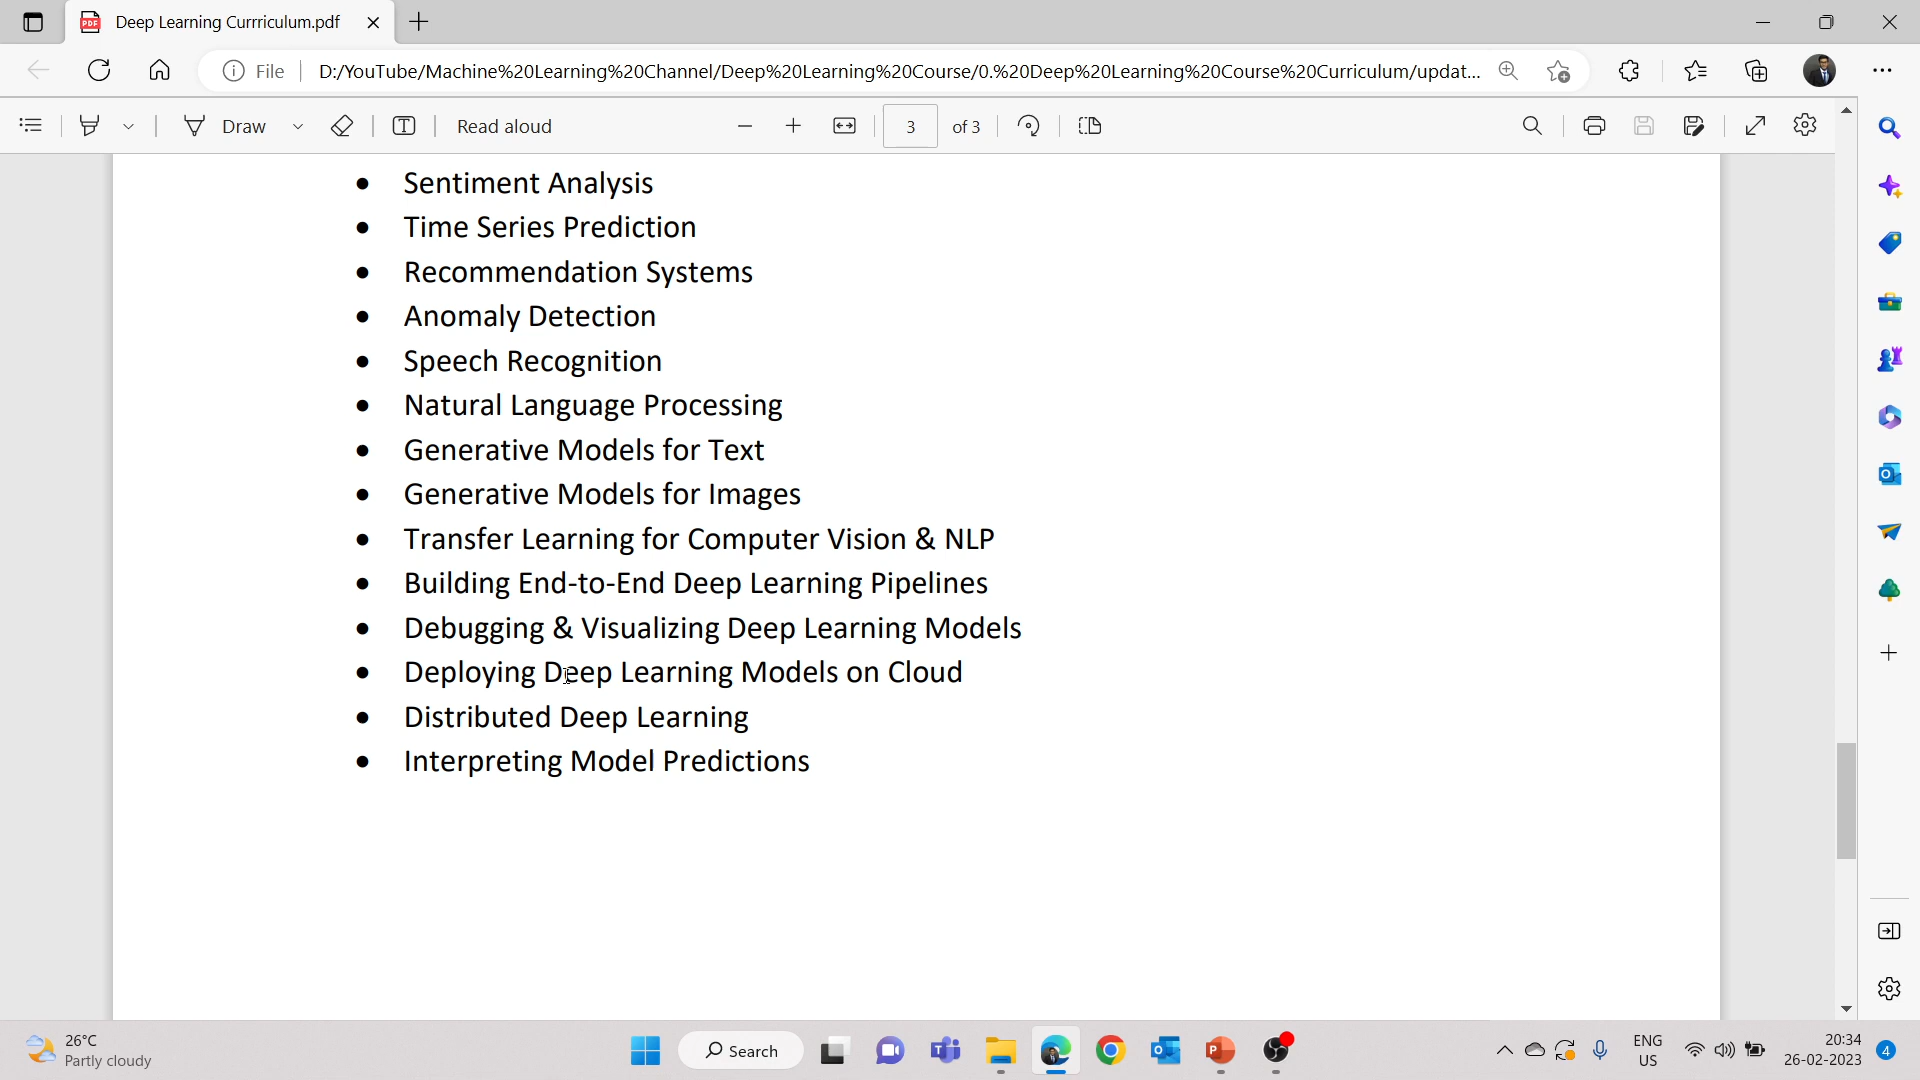 Deep Learning Currriculum.pdf
File
D:/YouTube/Machine%20Learning%20Channel/Deep%20Learning%20Course/0.%20Deep%20Learning%20Course%20Curriculum/updat...
Draw
Read aloud
3
of 3
• Sentiment Analysis
• Time Series Prediction
• Recommendation Systems
• Anomaly Detection
• Speech Recognition
• Natural Language Processing
• Generative Models for Text
• Generative Models for Images
• Transfer Learning for Computer Vision & NLP
• Building End-to-End Deep Learning Pipelines
• Debugging & Visualizing Deep Learning Models
• Deploying Deep Learning Models on Cloud
• Distributed Deep Learning
• Interpreting Model Predictions
26°C
Partly cloudy
Search
ENG
US
20:34
26-02-2023
4